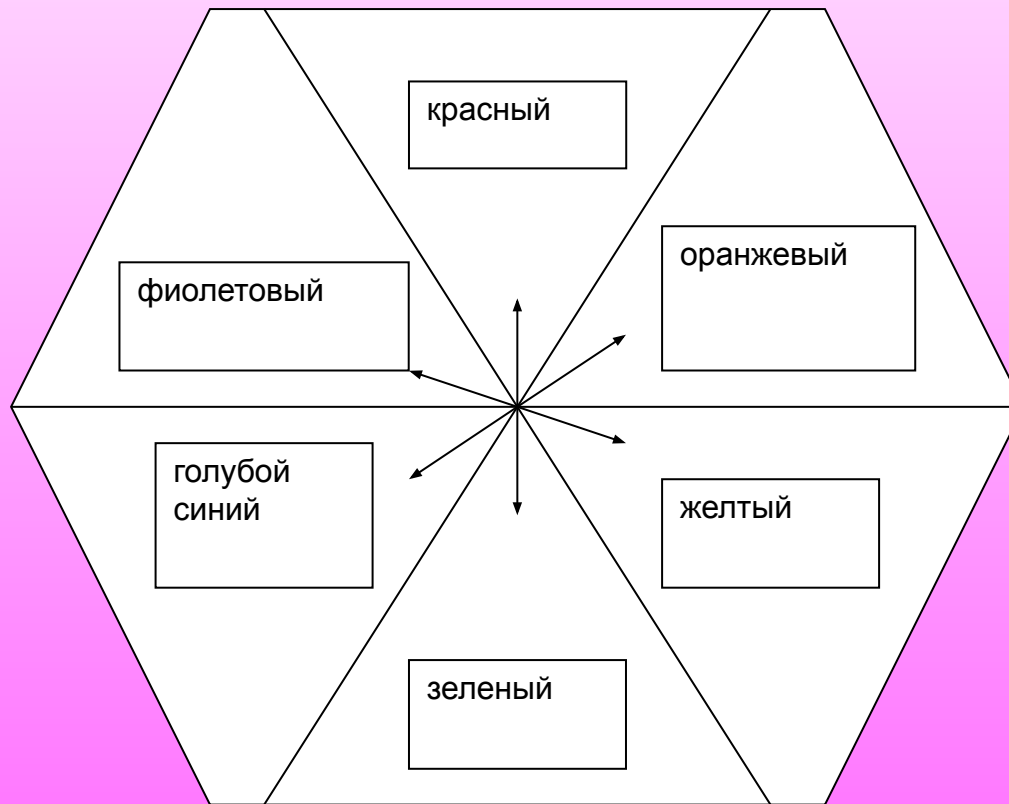 красный
оранжевый
фиолетовый
голубой
синий
желтый
зеленый